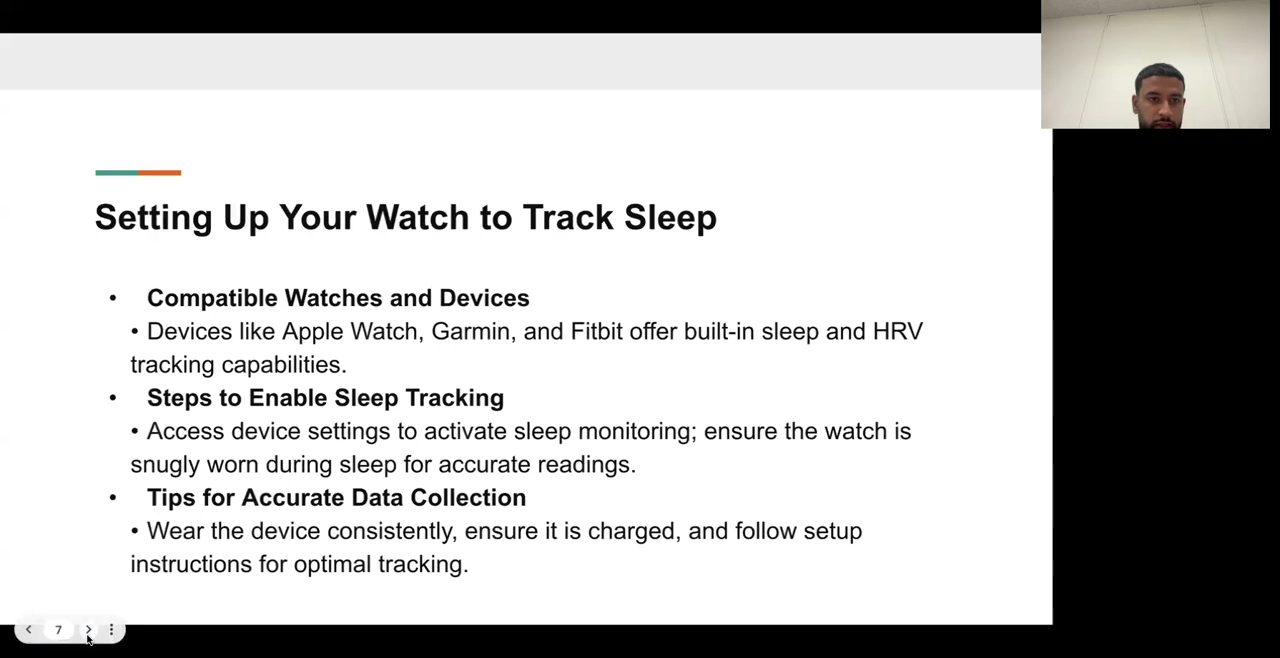 Setting Up Your Watch to Track Sleep
• Compatible Watches and Devices
• Devices like Apple Watch, Garmin, and Fitbit offer built-in sleep and HRV
tracking capabilities.
• Steps to Enable Sleep Tracking
• Access device settings to activate sleep monitoring; ensure the watch is
snugly worn during sleep for accurate readings.
• Tips for Accurate Data Collection
• Wear the device consistently, ensure it is charged, and follow setup
instructions for optimal tracking.
7